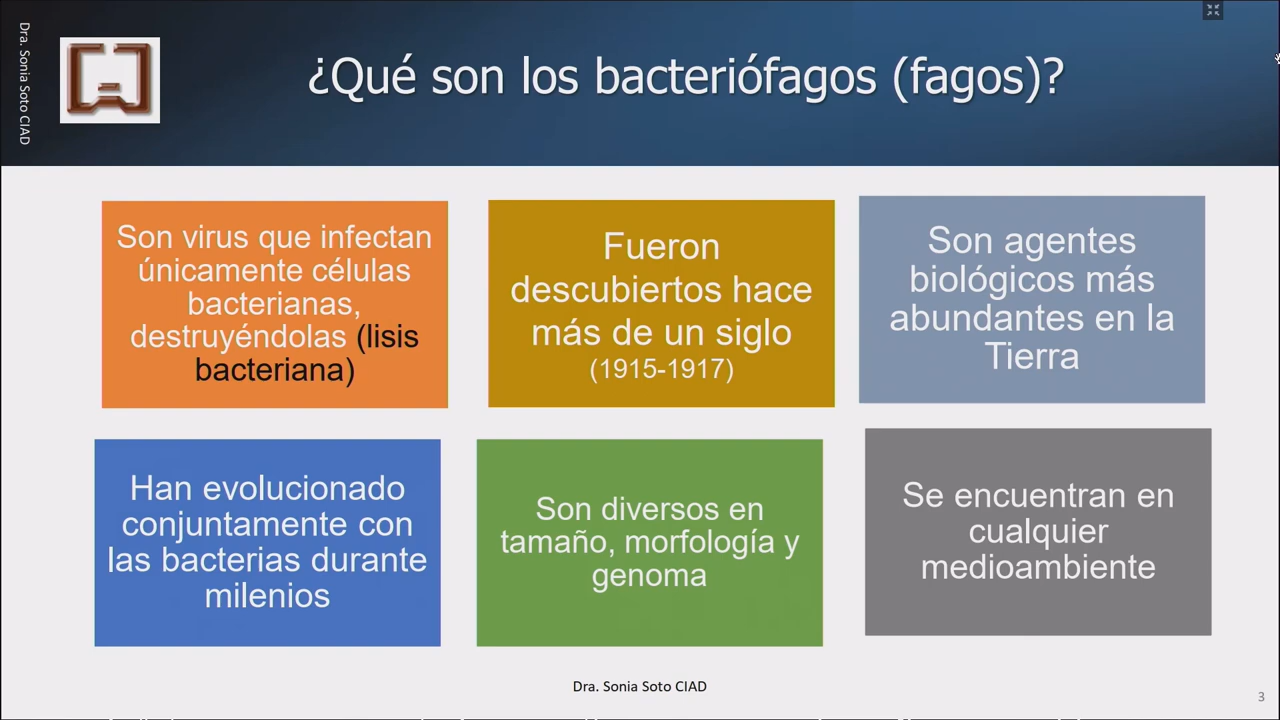 Dra. Sonia Soto CIAD
¿Qué son los bacteriófagos (fagos)?
Son virus que infectan
únicamente células
bacterianas,
destruyéndolas (lisis
bacteriana)
Fueron
descubiertos hace
más de un siglo
(1915-1917)
Son agentes
biológicos más
abundantes en la
Tierra
Han evolucionado
conjuntamente con
las bacterias durante
milenios
Son diversos en
tamaño, morfología y
genoma
Se encuentran en
cualquier
medioambiente
Dra. Sonia Soto CIAD
3